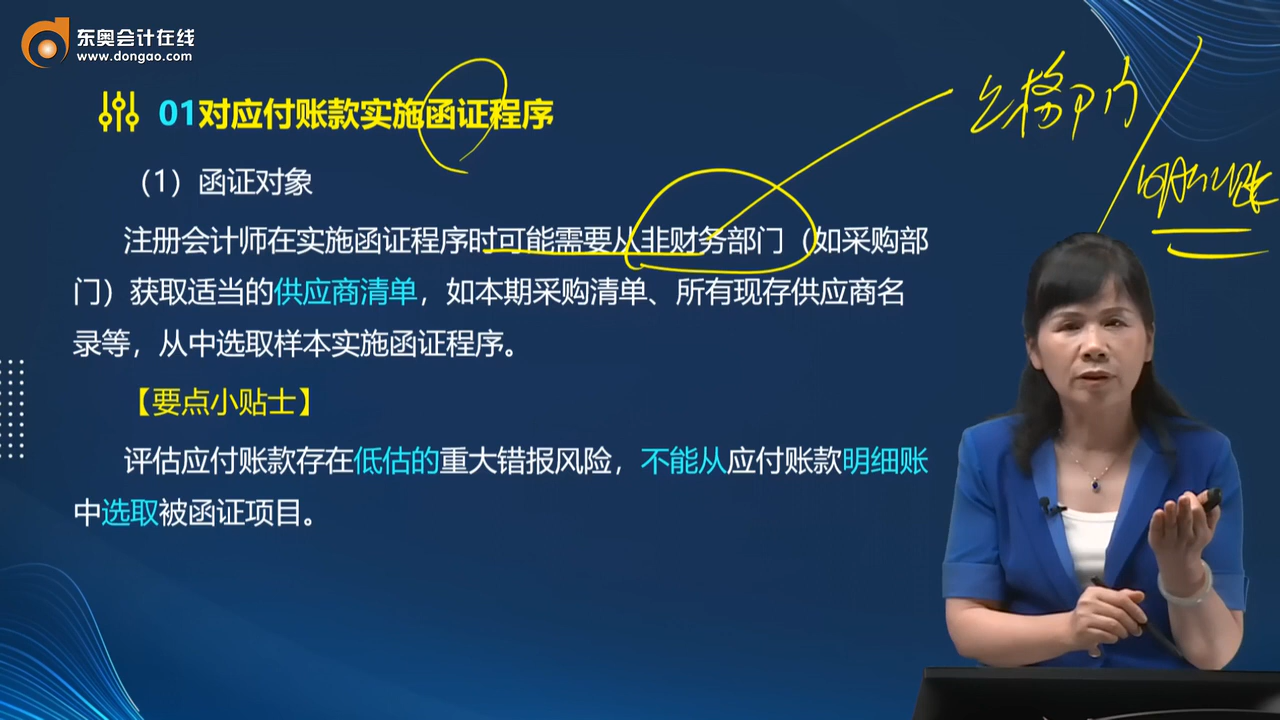 东奥会计在线
www.dongao.com
01对应付账款实施函证程序
（1）函证对象
注册会计师在实施函证程序时可能需要从非财务部门（如采购部
门）获取适当的供应商清单，如本期采购清单、所有现存供应商名
录等，从中选取样本实施函证程序。
【要点小贴士】
评估应付账款存在低估的重大错报风险，不能从应付账款明细账
中选取被函证项目。